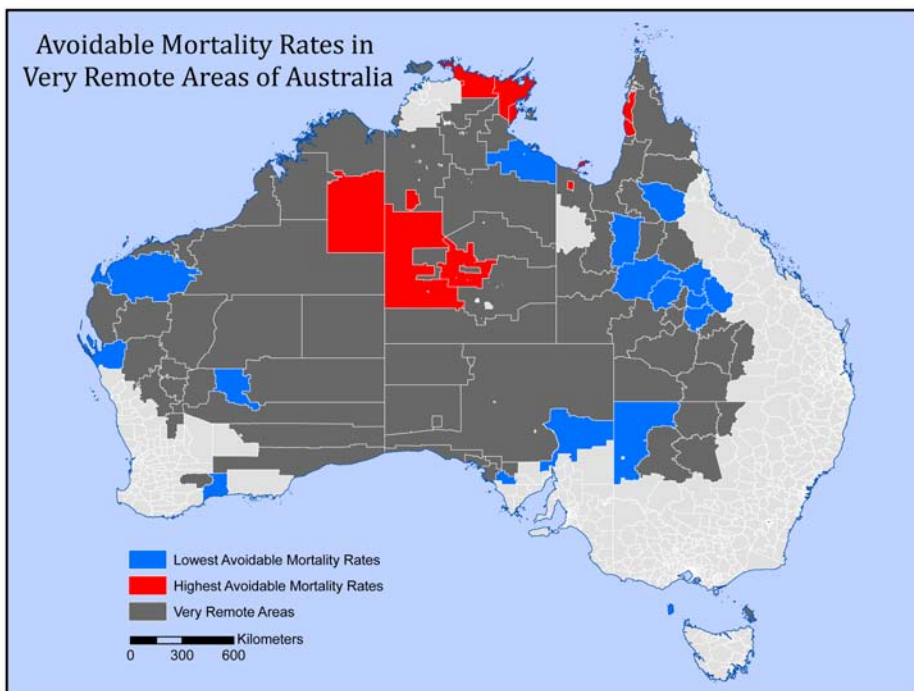 Avoidable Mortality Rates in
Very Remote Areas of Australia
Lowest Avoidable Mortality Rates
Highest Avoidable Mortality Rates
Very Remote Areas
Kilometers
0 300 600